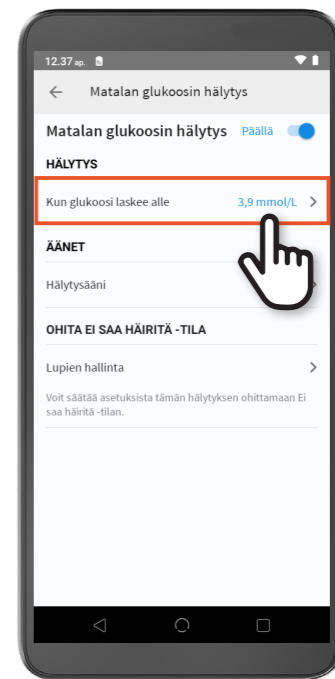 12.37 ap.
Matalan glukoosin hälytys
Matalan glukoosin hälytys Päällä
HÄLYTYS
Kun glukoosi laskee alle 3,9 mmol/L
ÄÄNET
Hälytysääni
OHITA EI SAA HÄIRITÄ -TILA
Lupien hallinta
Voit säätää asetuksista tämän hälytyksen ohittamaan Ei
saa häiritä -tilan.